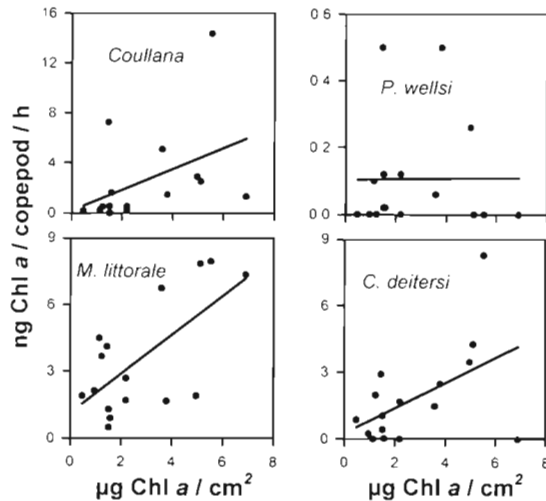 ng Chl a / copepod / h
16
12
8
4
0
Coullana
0 6
0 4
0 2
0 0
P. wellsi
9
6
3
0
M. littorale
0 2 4 6 8
µg Chl a / cm2
9
6
3
0
C. deitersi
0 2 4 6 8
µg Chl a / cm2